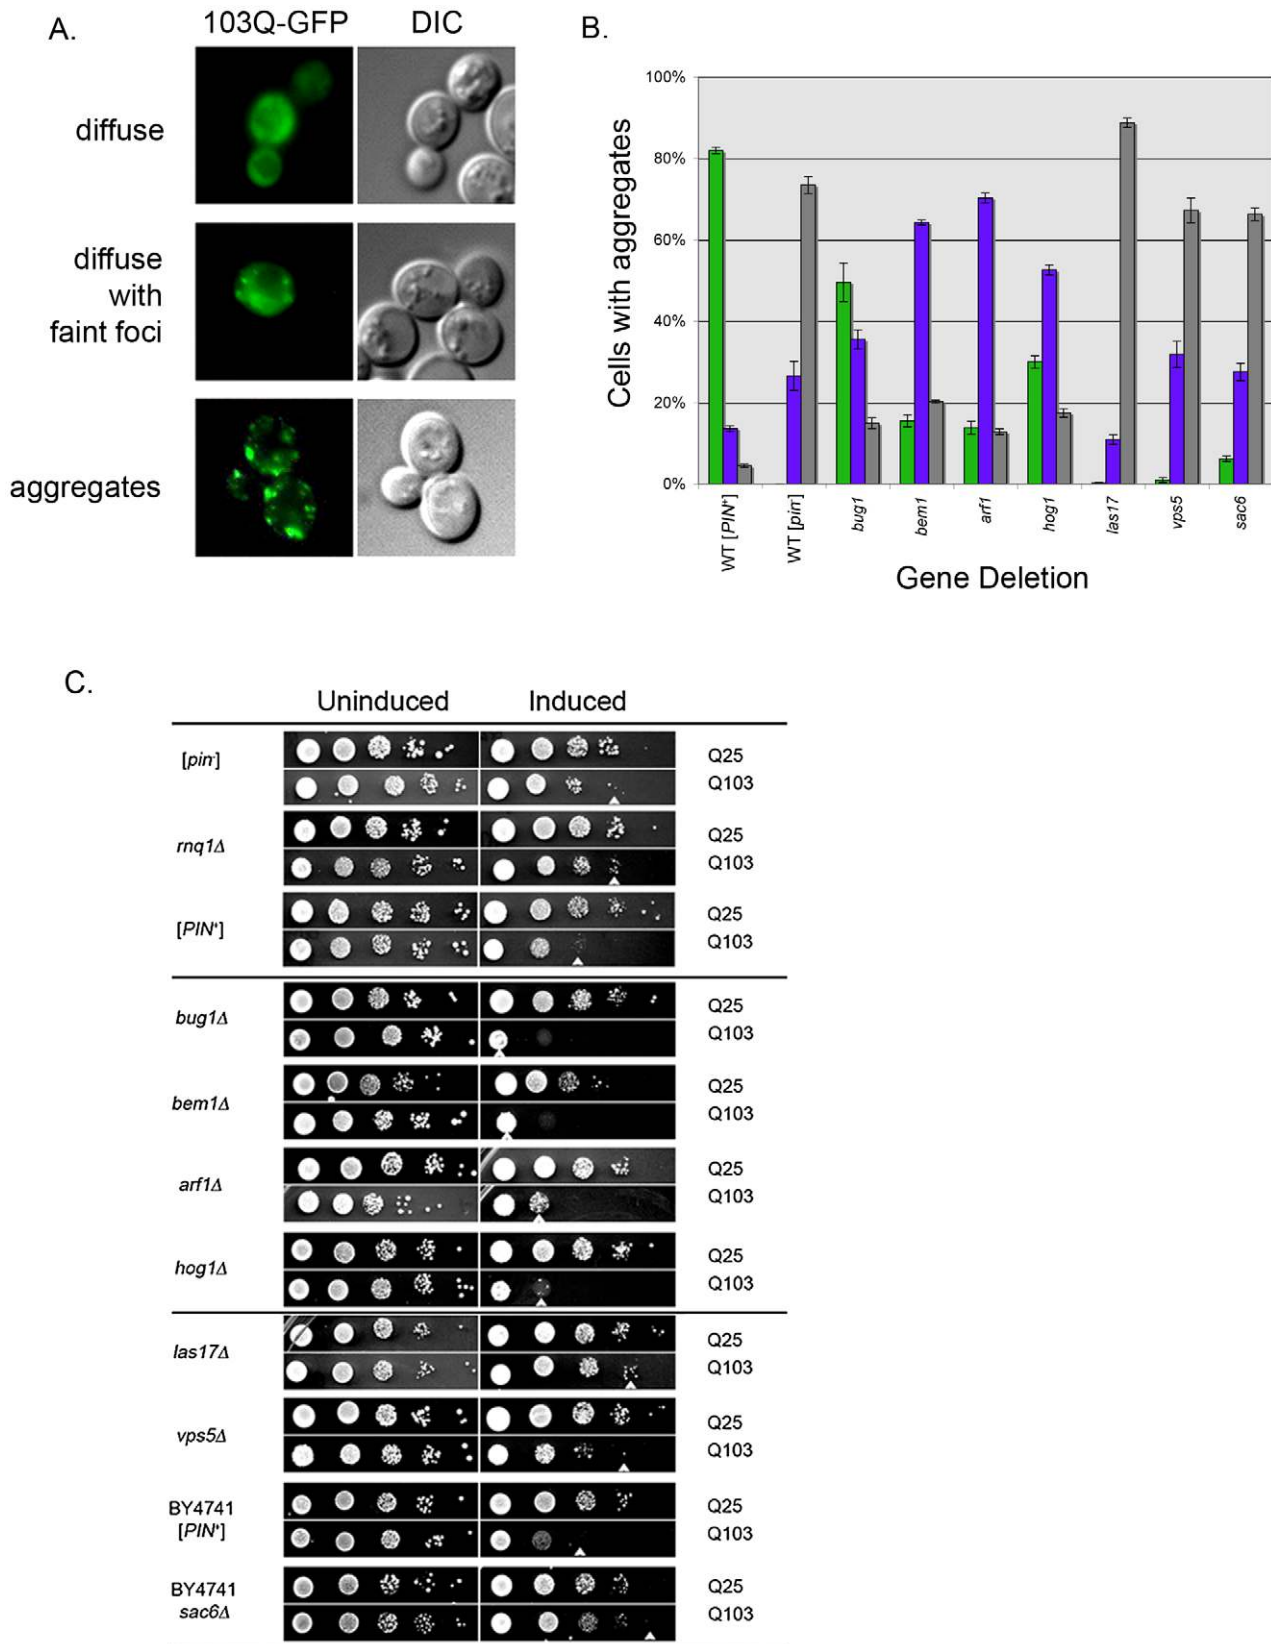 A.
103Q-GFP DIC
diffuse
diffuse
with
faint foci
aggregates
B.
Cells with aggregates
100%
80%
60%
40%
20%
0%
WT [PIN⁺]
WT [pin⁻]
bug1
bem1
arf1
hog1
las17
vps5
sac6
Gene Deletion
C.
Uninduced Induced
[pin⁻] Q25
Q103
rnq1Δ Q25
Q103
[PIN⁺] Q25
Q103
bug1Δ Q25
Q103
bem1Δ Q25
Q103
arf1Δ Q25
Q103
hog1Δ Q25
Q103
las17Δ Q25
Q103
vps5Δ Q25
Q103
BY4741 Q25
[PIN⁺] Q103
BY4741 Q25
sac6Δ Q103